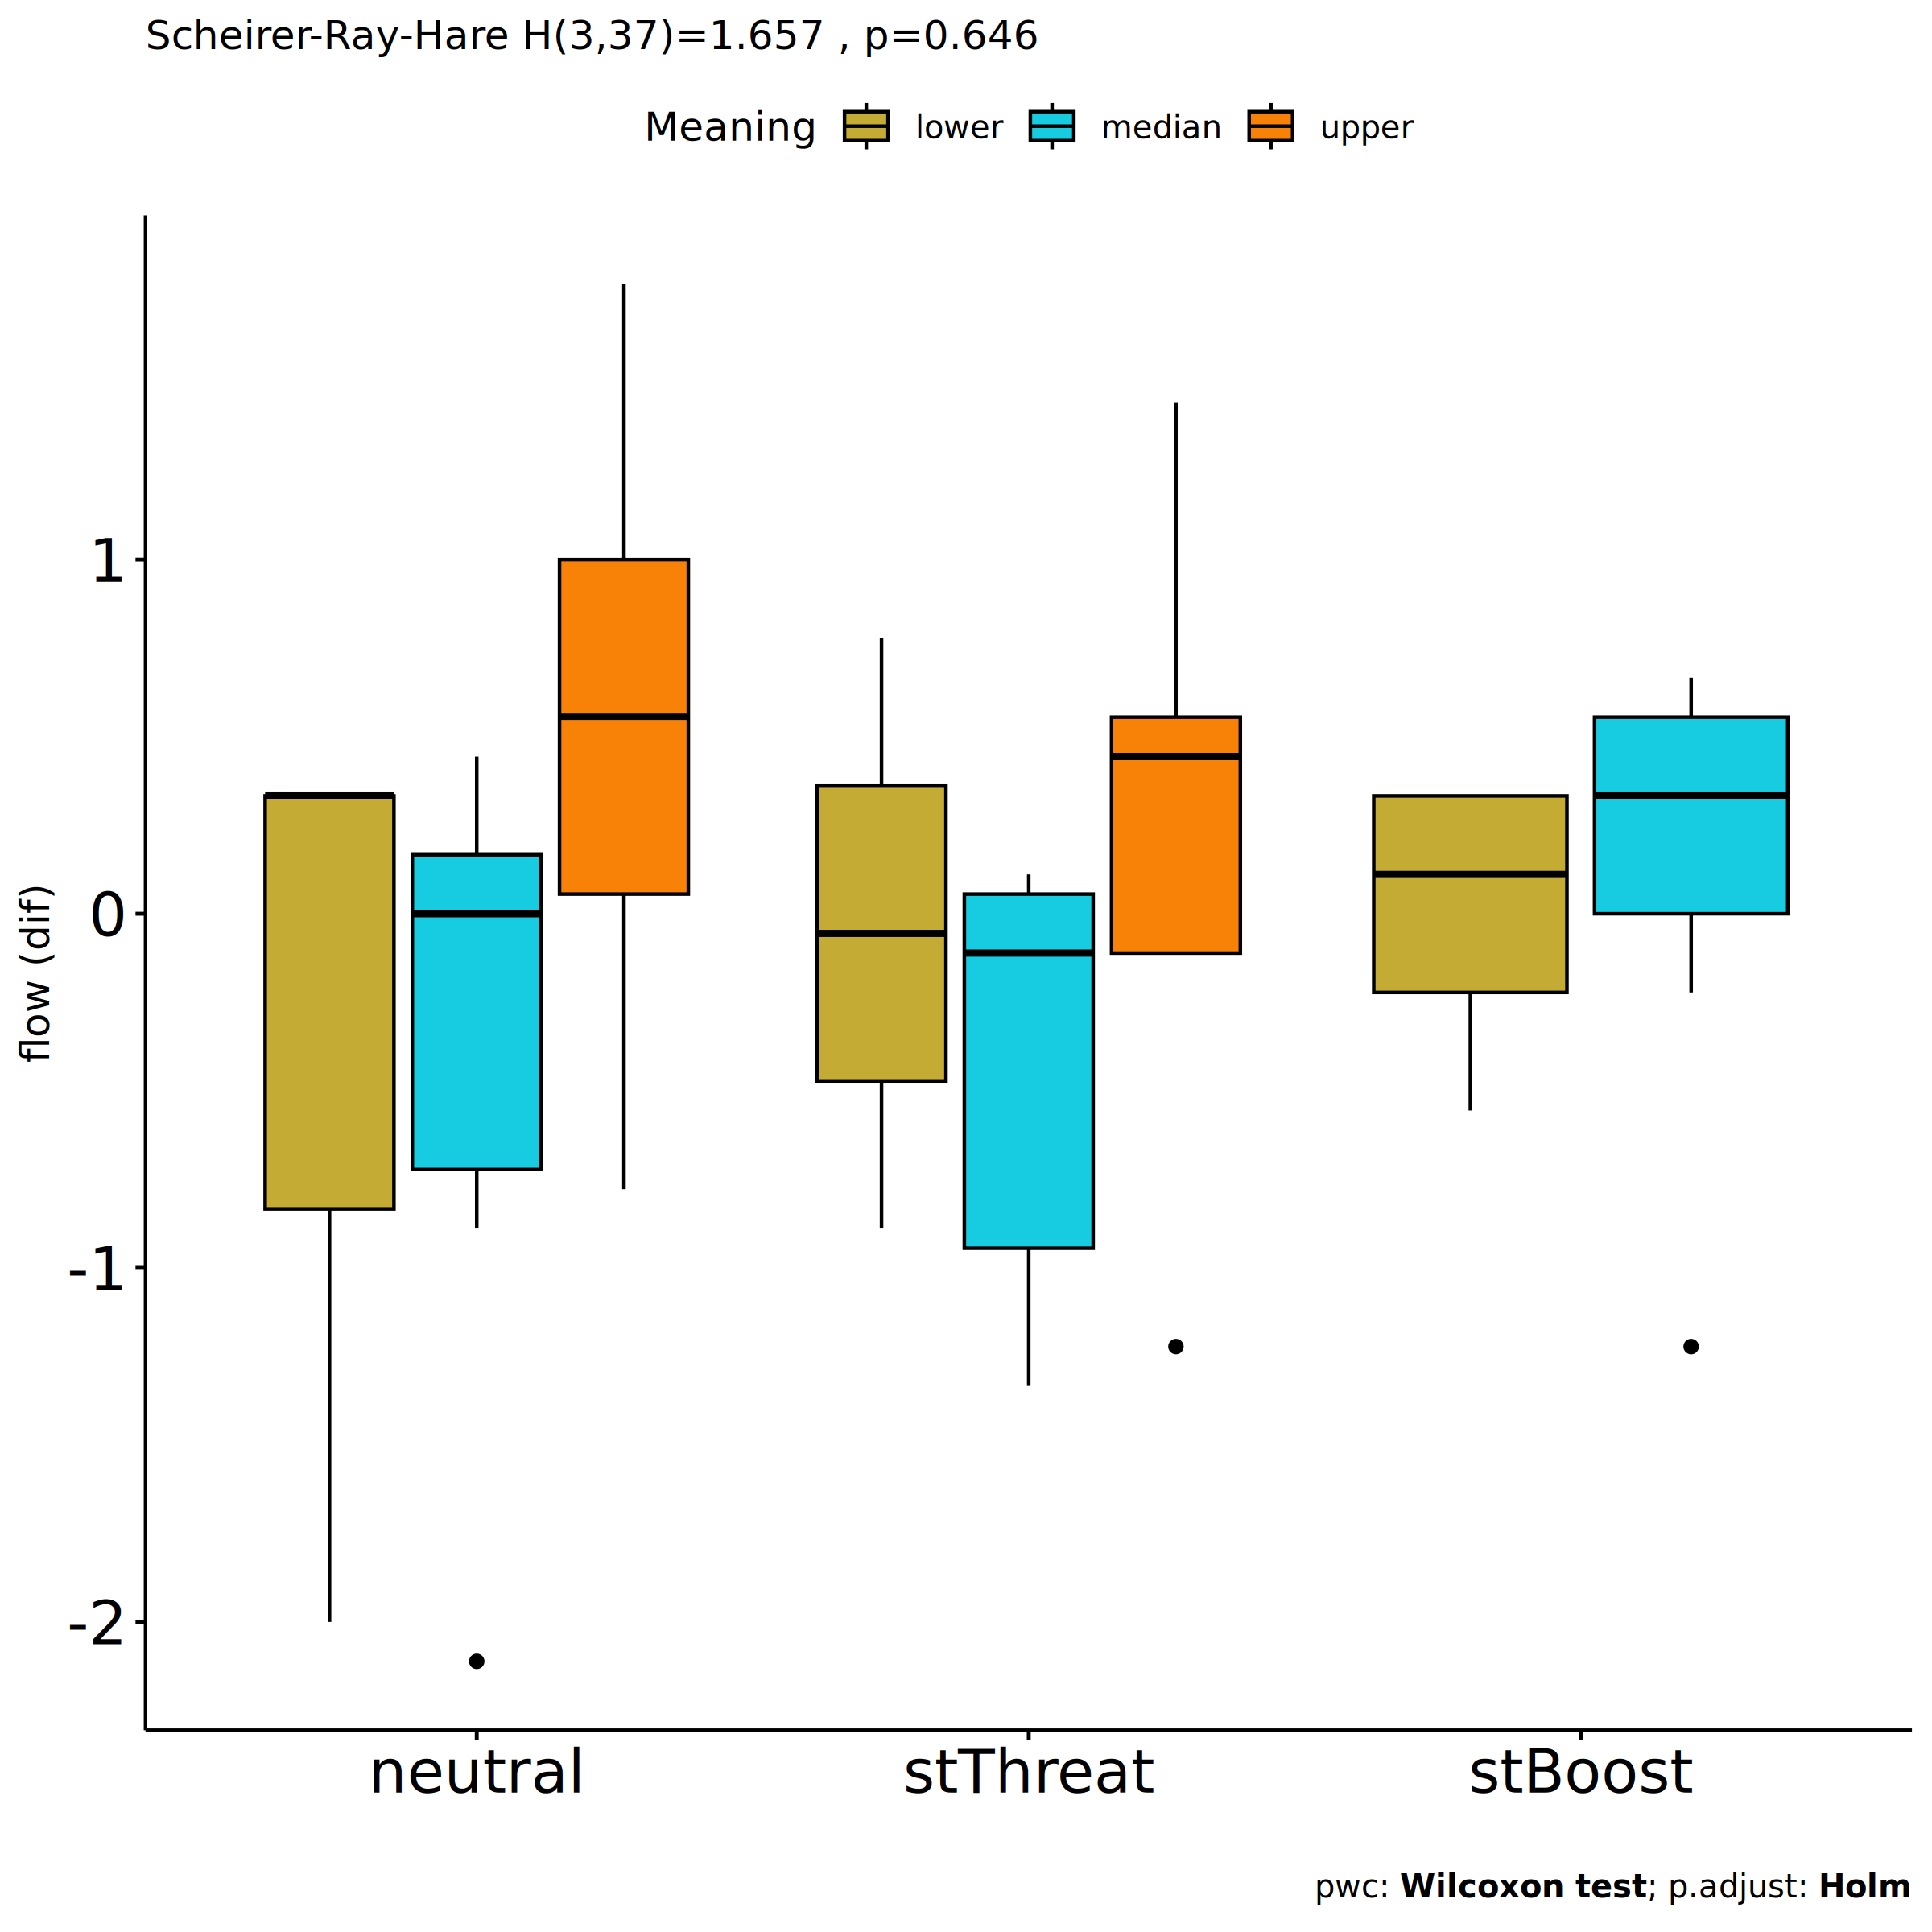 Scheirer-Ray-Hare H(3,37)=1.657 , p=0.646
Meaning lower median upper
1
0
-1
-2
flow (dif)
neutral stThreat stBoost
pwc: Wilcoxon test; p.adjust: Holm